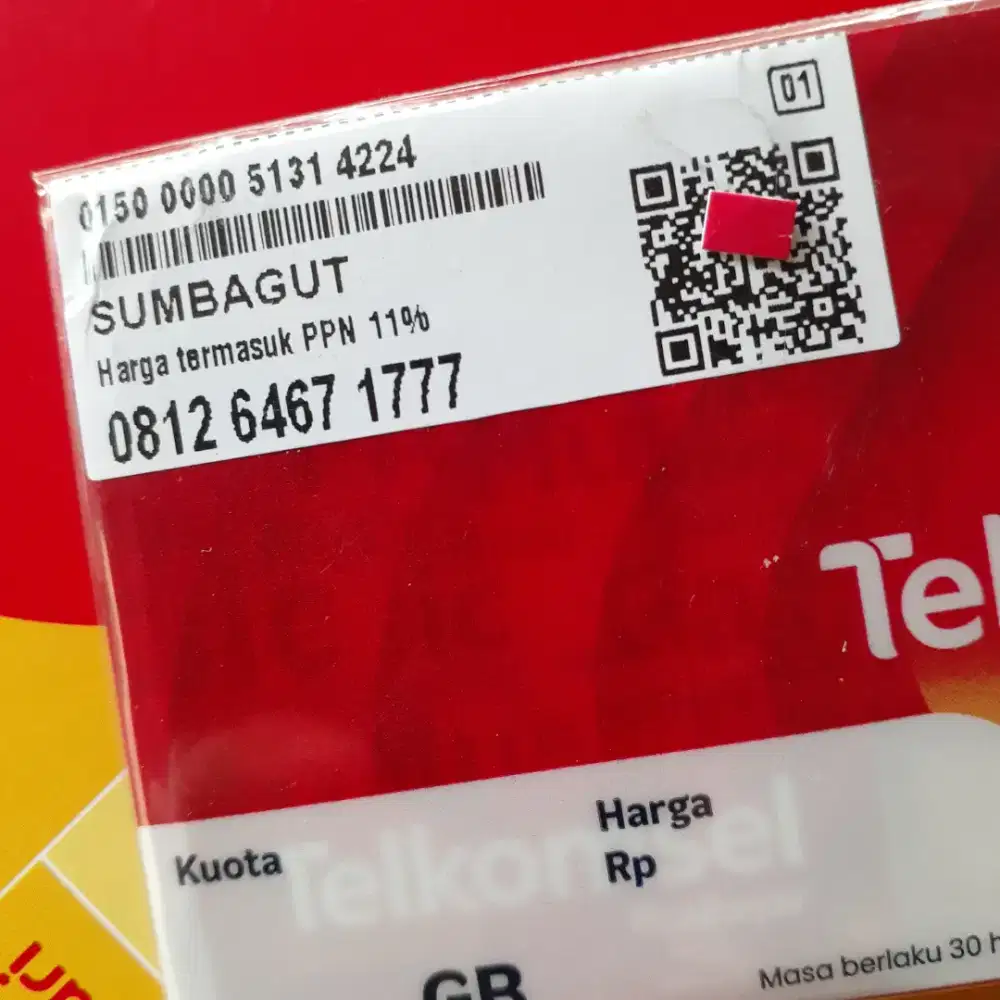 01
0150 0000 5131 4224
SUMBAGUT
Harga termasuk PPN 11%
0812 6467 1777
Tel
Telkomsel
Kuota
Harga
Rp
GB
Masa berlaku 30 h